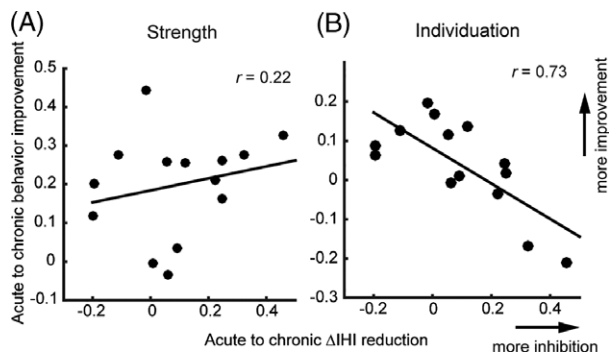 (A)
Strength
r = 0.22
Acute to chronic behavior improvement
0.5
0.4
0.3
0.2
0.1
0
-0.1
-0.2
0
0.2
0.4
(B)
Individuation
r = 0.73
more improvement
0.2
0.1
0
-0.1
-0.2
-0.3
-0.2
0
0.2
0.4
Acute to chronic ΔIHI reduction
more inhibition